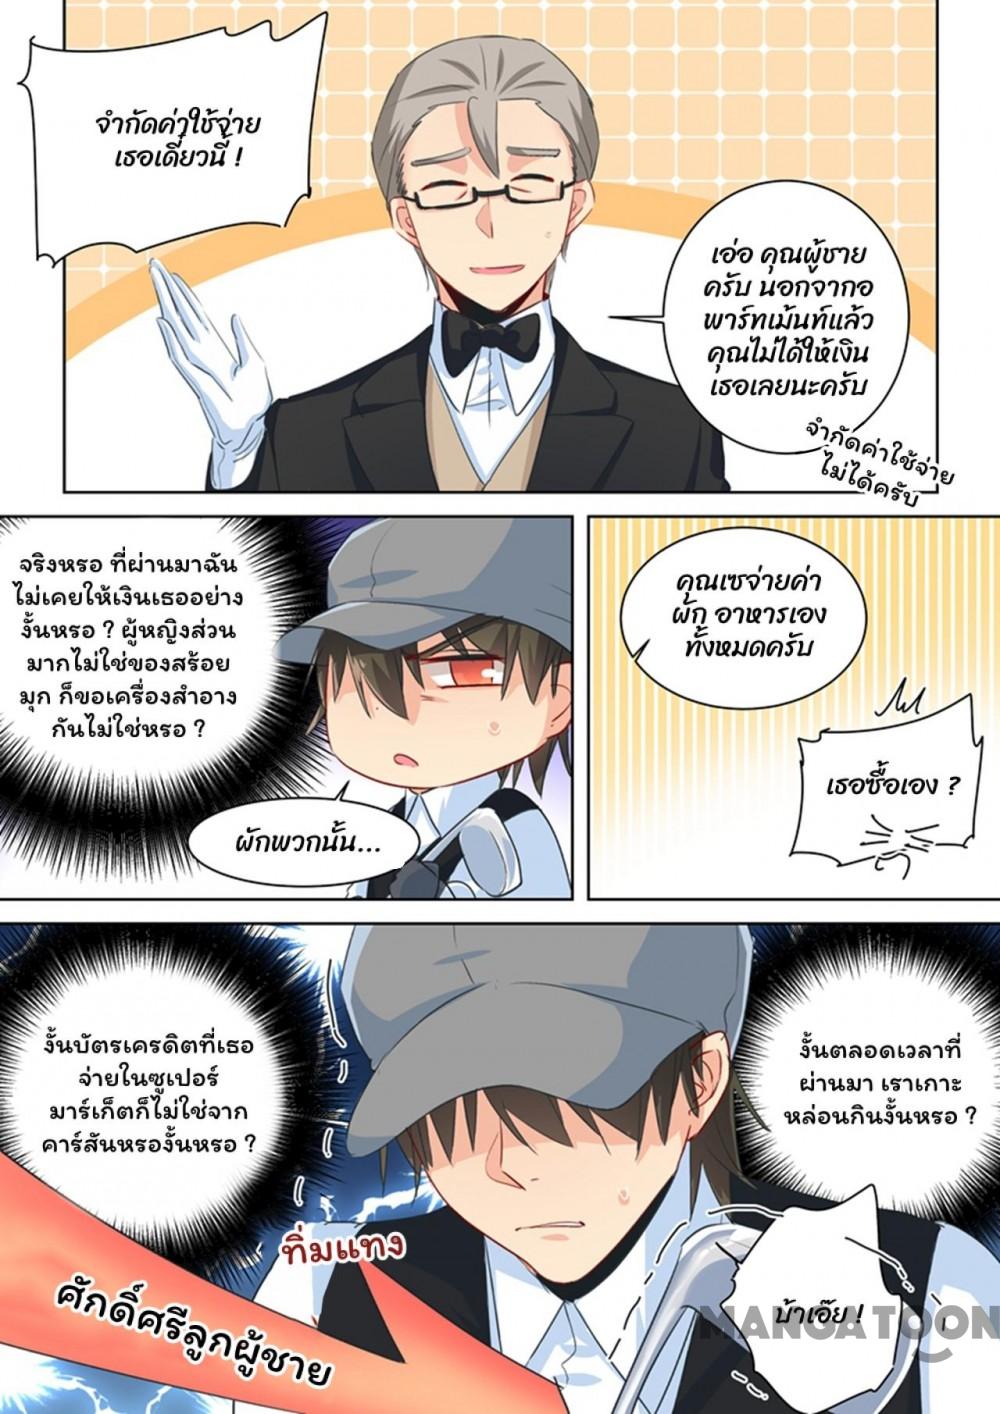 จำกัดค่าใช้จ่าย
เธอเดี๋ยวนี้ !
เอ่อ คุณผู้ชาย
ครับ นอกจากอ
พาร์ทเม้นท์แล้ว
คุณไม่ได้ให้เงิน
เธอเลยนะครับ
จำกัดค่าใช้จ่าย
ไม่ได้ครับ
จริงหรอ ที่ผ่านมาฉัน
ไม่เคยให้เงินเธออย่าง
งั้นหรอ ? ผู้หญิงส่วน
มากไม่ใช่ของสร้อย
มุก ก็ขอเครื่องสำอาง
กันไม่ใช่หรอ ?
ผักพวกนั้น...
คุณเซจ่ายค่า
ผัก อาหารเอง
ทั้งหมดครับ
เธอซื้อเอง ?
งั้นบัตรเครดิตที่เธอ
จ่ายในซูเปอร์
มาร์เก็ตก็ไม่ใช่จาก
คาร์สันหรองั้นหรอ ?
งั้นตลอดเวลาที่
ผ่านมา เราเกาะ
หล่อนกินงั้นหรอ ?
ทิ่มแทง
ศักดิ์ศรีลูกผู้ชาย
บ้าเอ๊ย !
MANGATOON